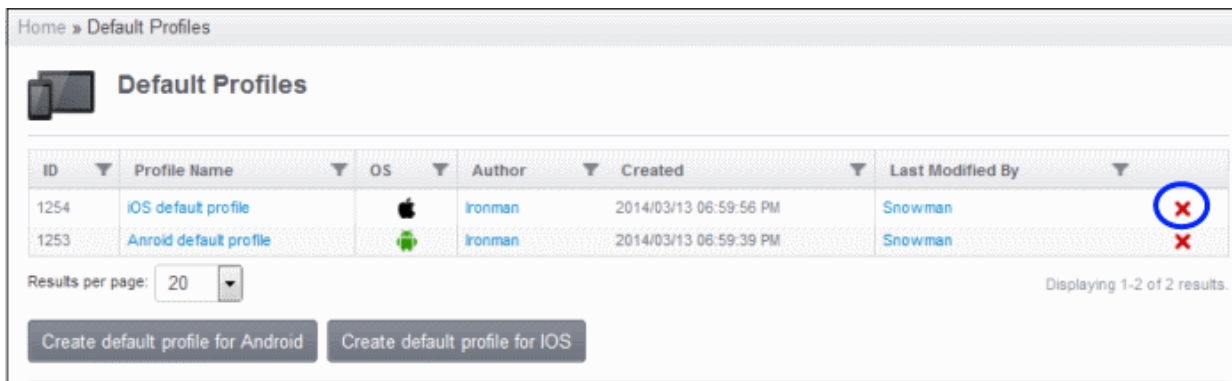 Home » Default Profiles
Default Profiles
ID Profile Name OS Author Created Last Modified By
1254 iOS default profile Ironman 2014/03/13 06:59:56 PM Snowman
1253 Anroid default profile Ironman 2014/03/13 06:59:39 PM Snowman
Results per page: 20 Displaying 1-2 of 2 results.
Create default profile for Android Create default profile for IOS